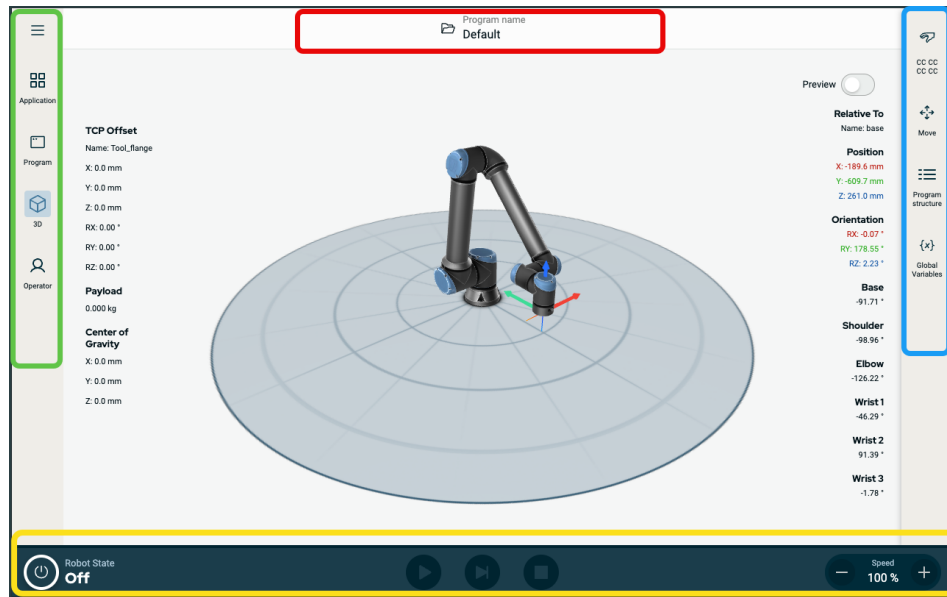 Program name
Default
Application
Program
3D
Operator
TCP Offset
Name: Tool_flange
X: 0.0 mm
Y: 0.0 mm
Z: 0.0 mm
RX: 0.00 °
RY: 0.00 °
RZ: 0.00 °
Payload
0.000 kg
Center of
Gravity
X: 0.0 mm
Y: 0.0 mm
Z: 0.0 mm
Preview
Relative To
Name: base
Position
X: -189.6 mm
Y: -609.7 mm
Z: 261.0 mm
Orientation
RX: -0.07 °
RY: 178.55 °
RZ: 2.23 °
Base
-91.71 °
Shoulder
-98.96 °
Elbow
-126.22 °
Wrist 1
-46.29 °
Wrist 2
91.39 °
Wrist 3
-1.78 °
CC CC
CC CC
Move
Program
structure
{x}
Global
Variables
Robot State
Off
Speed
100 %